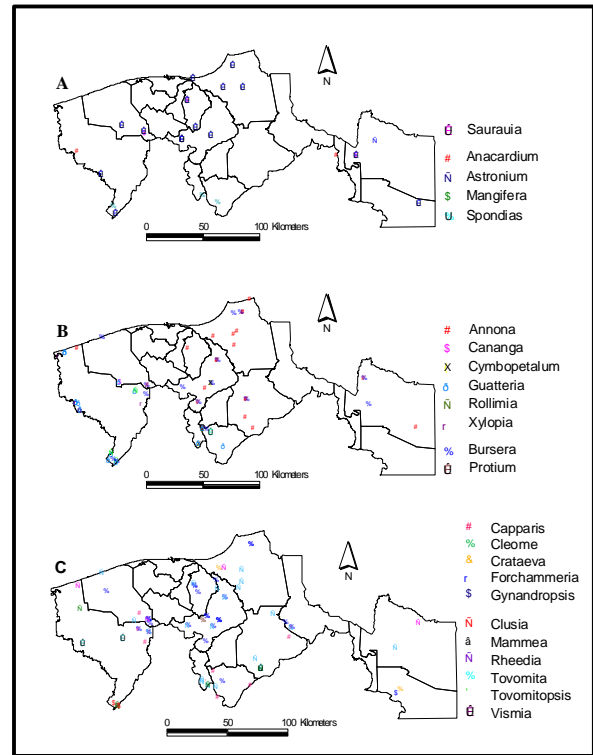 A
N
Saurauia
# Anacardium
Ñ Astronium
$ Mangifera
Spondias
0 50 100 Kilometers
B
N
# Annona
$ Cananga
x Cymbopetalum
ð Guatteria
Ñ Rollimia
r Xylopia
% Bursera
Protium
0 50 100 Kilometers
C
N
# Capparis
% Cleome
& Crataeva
r Forchammeria
$ Gynandropsis
Ñ Clusia
â Mammea
Ñ Rheedia
% Tovomita
' Tovomitopsis
Vismia
0 50 100 Kilometers